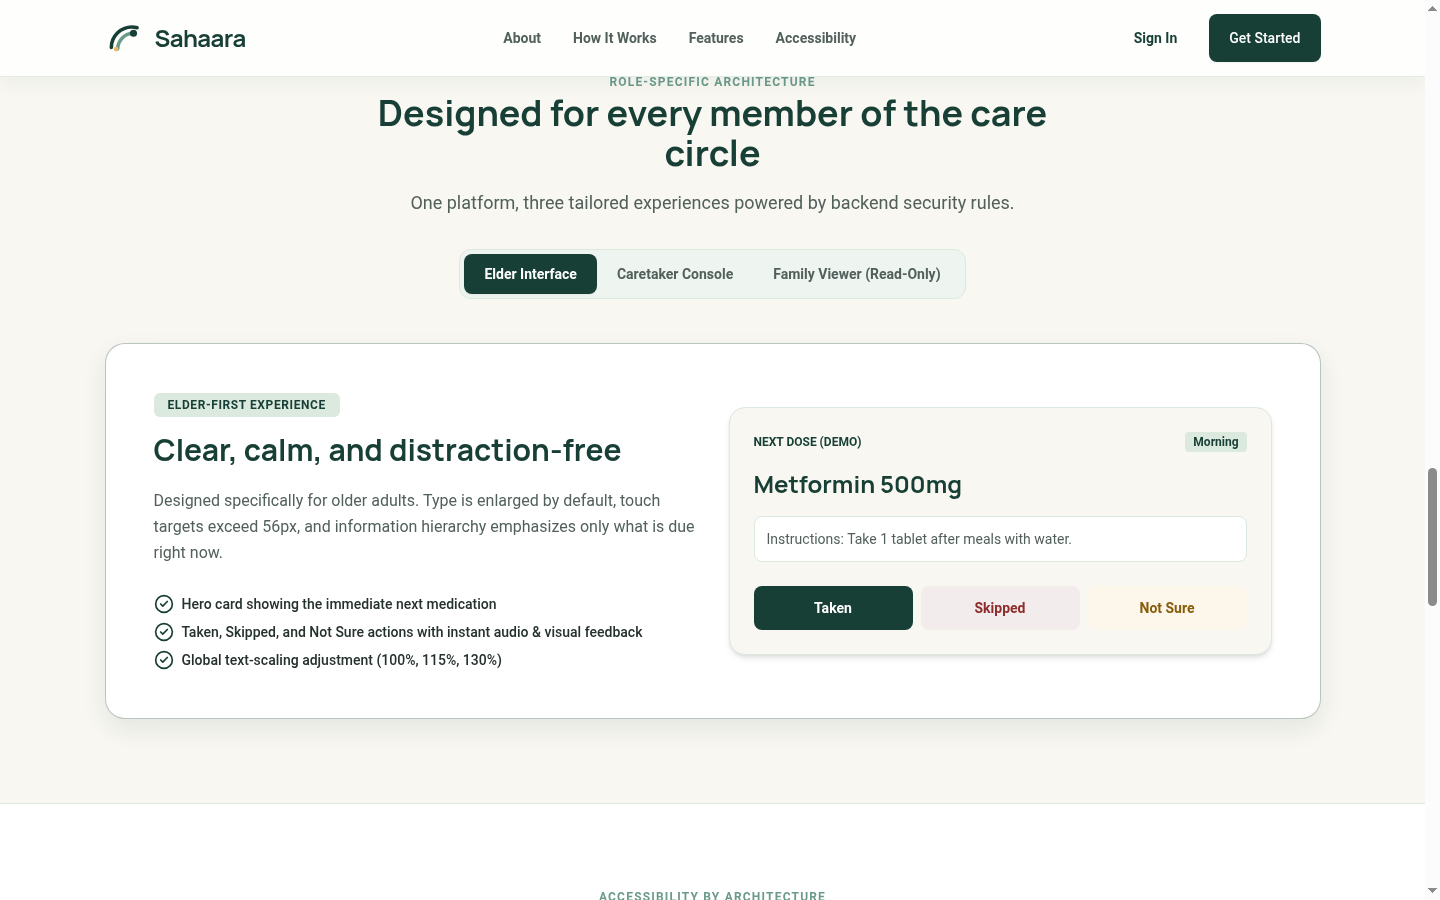 Sahaara
About
How It Works
Features
Accessibility
Sign In
Get Started
ROLE-SPECIFIC ARCHITECTURE
Designed for every member of the care
circle
One platform, three tailored experiences powered by backend security rules.
Elder Interface
Caretaker Console
Family Viewer (Read-Only)
ELDER-FIRST EXPERIENCE
Clear, calm, and distraction-free
Designed specifically for older adults. Type is enlarged by default, touch
targets exceed 56px, and information hierarchy emphasizes only what is due
right now.
Hero card showing the immediate next medication
Taken, Skipped, and Not Sure actions with instant audio & visual feedback
Global text-scaling adjustment (100%, 115%, 130%)
NEXT DOSE (DEMO)
Morning
Metformin 500mg
Instructions: Take 1 tablet after meals with water.
Taken
Skipped
Not Sure
ACCESSIBILITY BY ARCHITECTURE